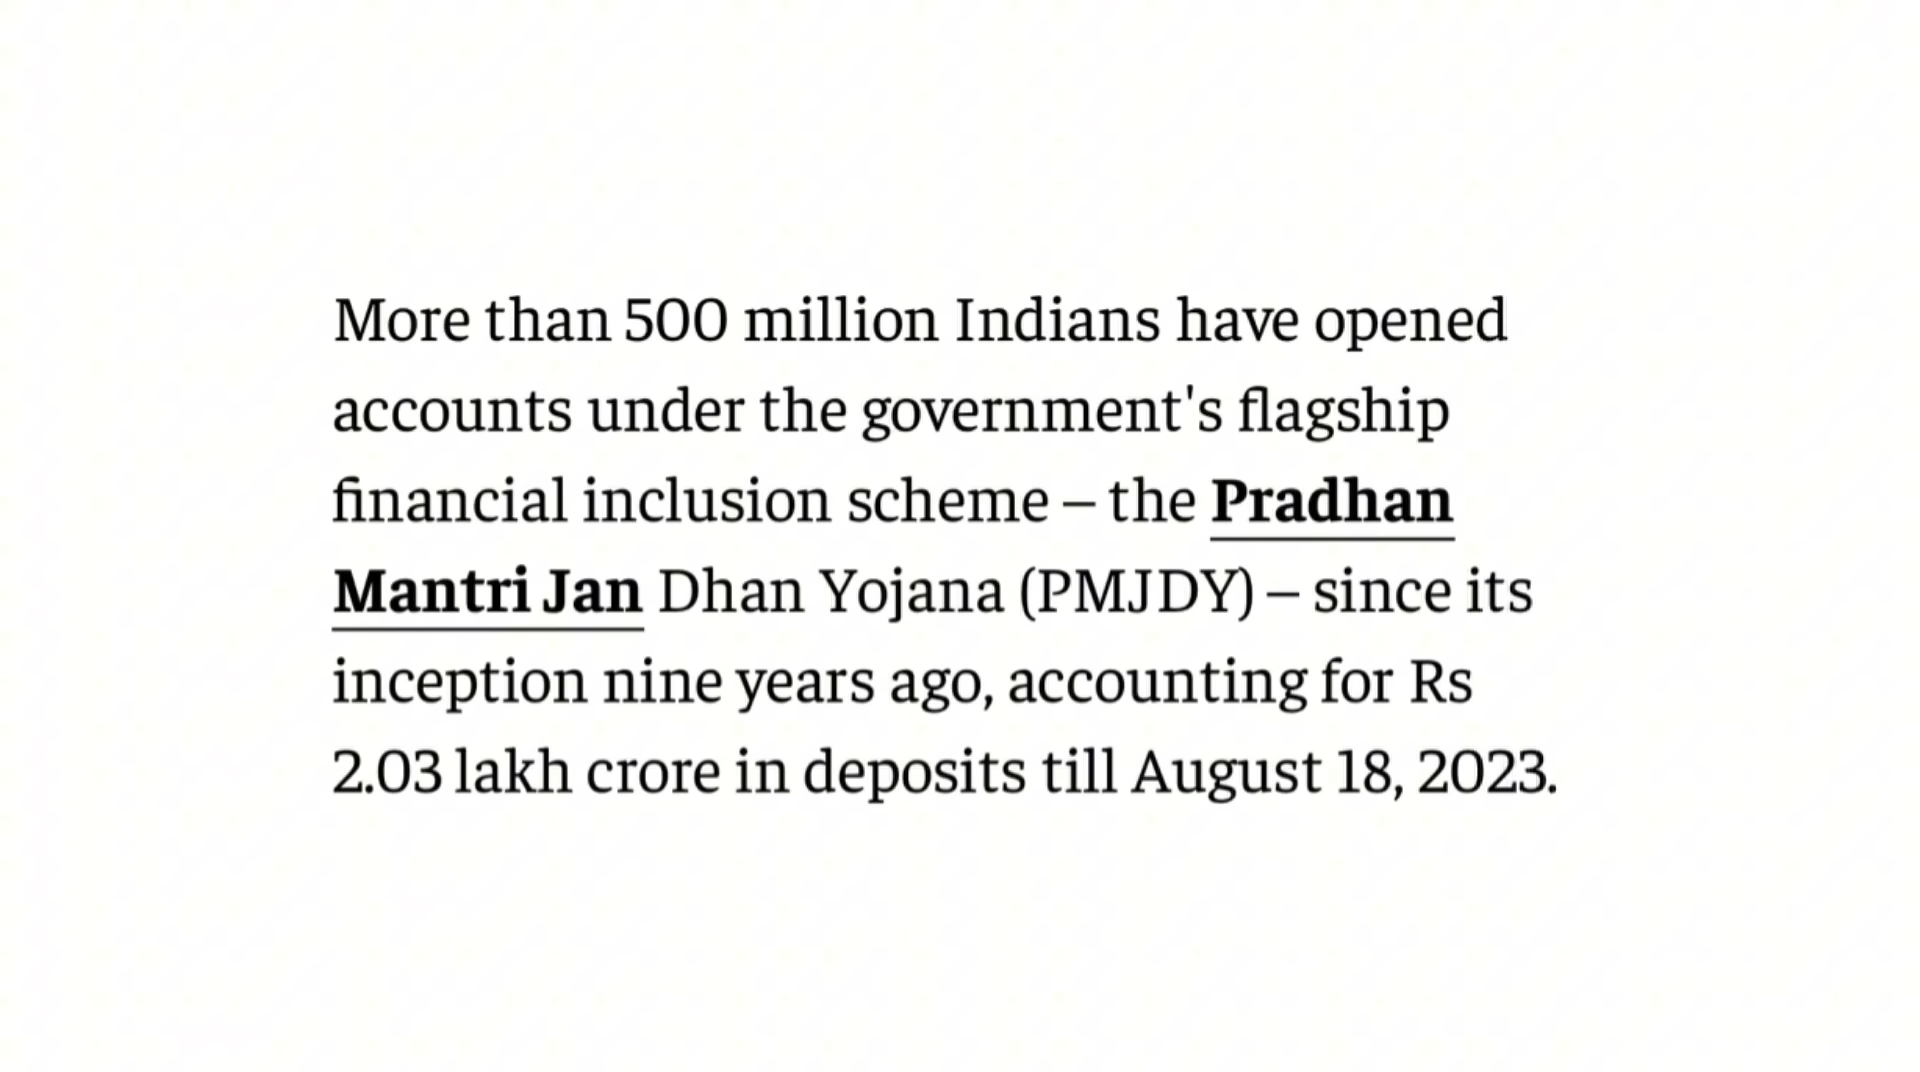 More than 500 million Indians have opened
accounts under the government's flagship
financial inclusion scheme – the Pradhan
Mantri Jan Dhan Yojana (PMJDY) – since its
inception nine years ago, accounting for Rs
2.03 lakh crore in deposits till August 18, 2023.